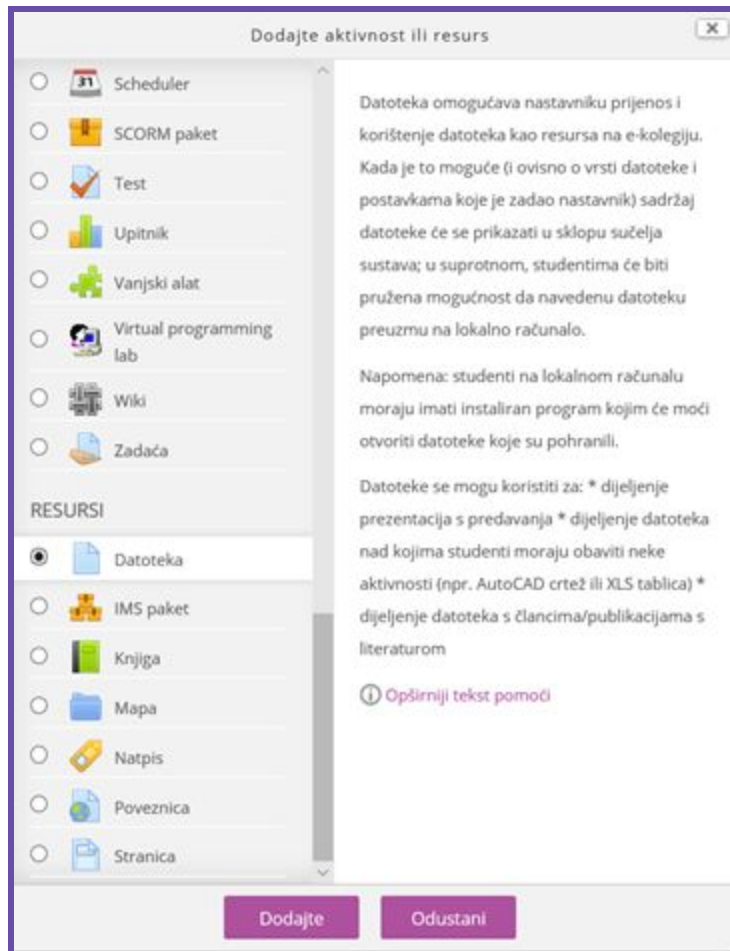 Dodajte aktivnost ili resurs
Scheduler
SCORM paket
Test
Upitnik
Vanjski alat
Virtual programming
lab
Wiki
Zadaća
RESURSI
Datoteka
IMS paket
Knjiga
Mapa
Natpis
Poveznica
Stranica
Datoteka omogućava nastavniku prijenos i
korištenje datoteka kao resursa na e-kolegiju.
Kada je to moguće (i ovisno o vrsti datoteke i
postavkama koje je zadao nastavnik) sadržaj
datoteke će se prikazati u sklopu sučelja
sustava; u suprotnom, studentima će biti
pružena mogućnost da navedenu datoteku
preuzmu na lokalno računalo.
Napomena: studenti na lokalnom računalu
moraju imati instaliran program kojim će moći
otvoriti datoteke koje su pohranili.
Datoteke se mogu koristiti za: * dijeljenje
prezentacija s predavanja * dijeljenje datoteka
nad kojima studenti moraju obaviti neke
aktivnosti (npr. AutoCAD crtež ili XLS tablica) *
dijeljenje datoteka s člancima/publikacijama s
literaturom
Opširniji tekst pomoći
Dodajte
Odustani